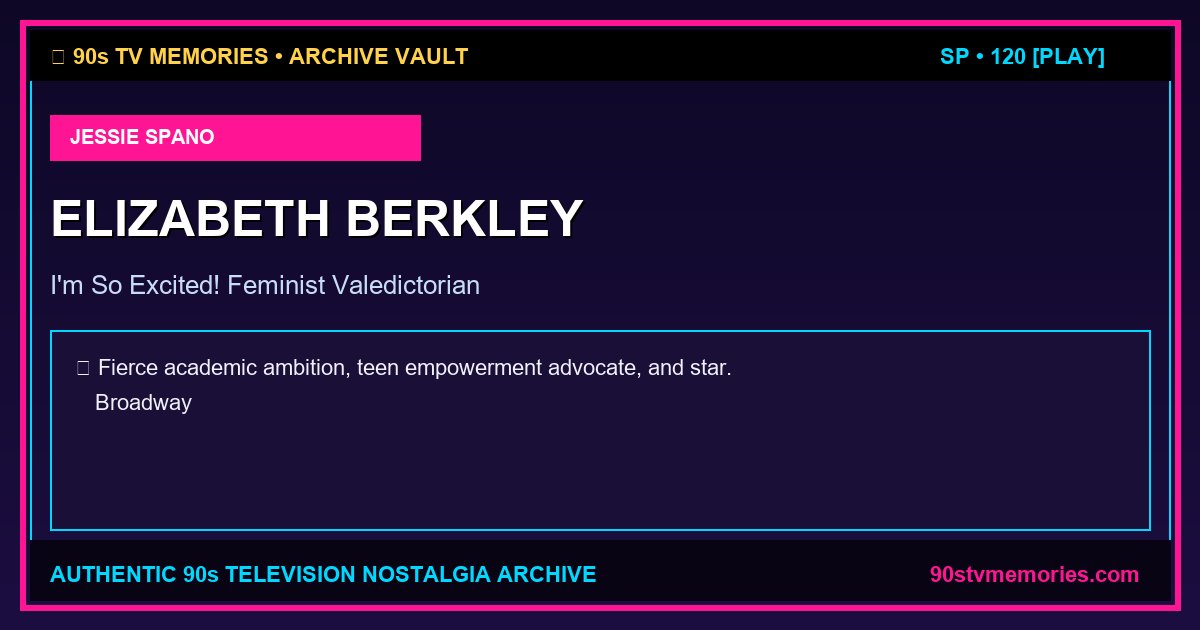 90s TV MEMORIES • ARCHIVE VAULT
SP • 120 [PLAY]
JESSIE SPANO
ELIZABETH BERKLEY
I'm So Excited! Feminist Valedictorian
Fierce academic ambition, teen empowerment advocate, and star.
Broadway
AUTHENTIC 90s TELEVISION NOSTALGIA ARCHIVE
90stvmemories.com